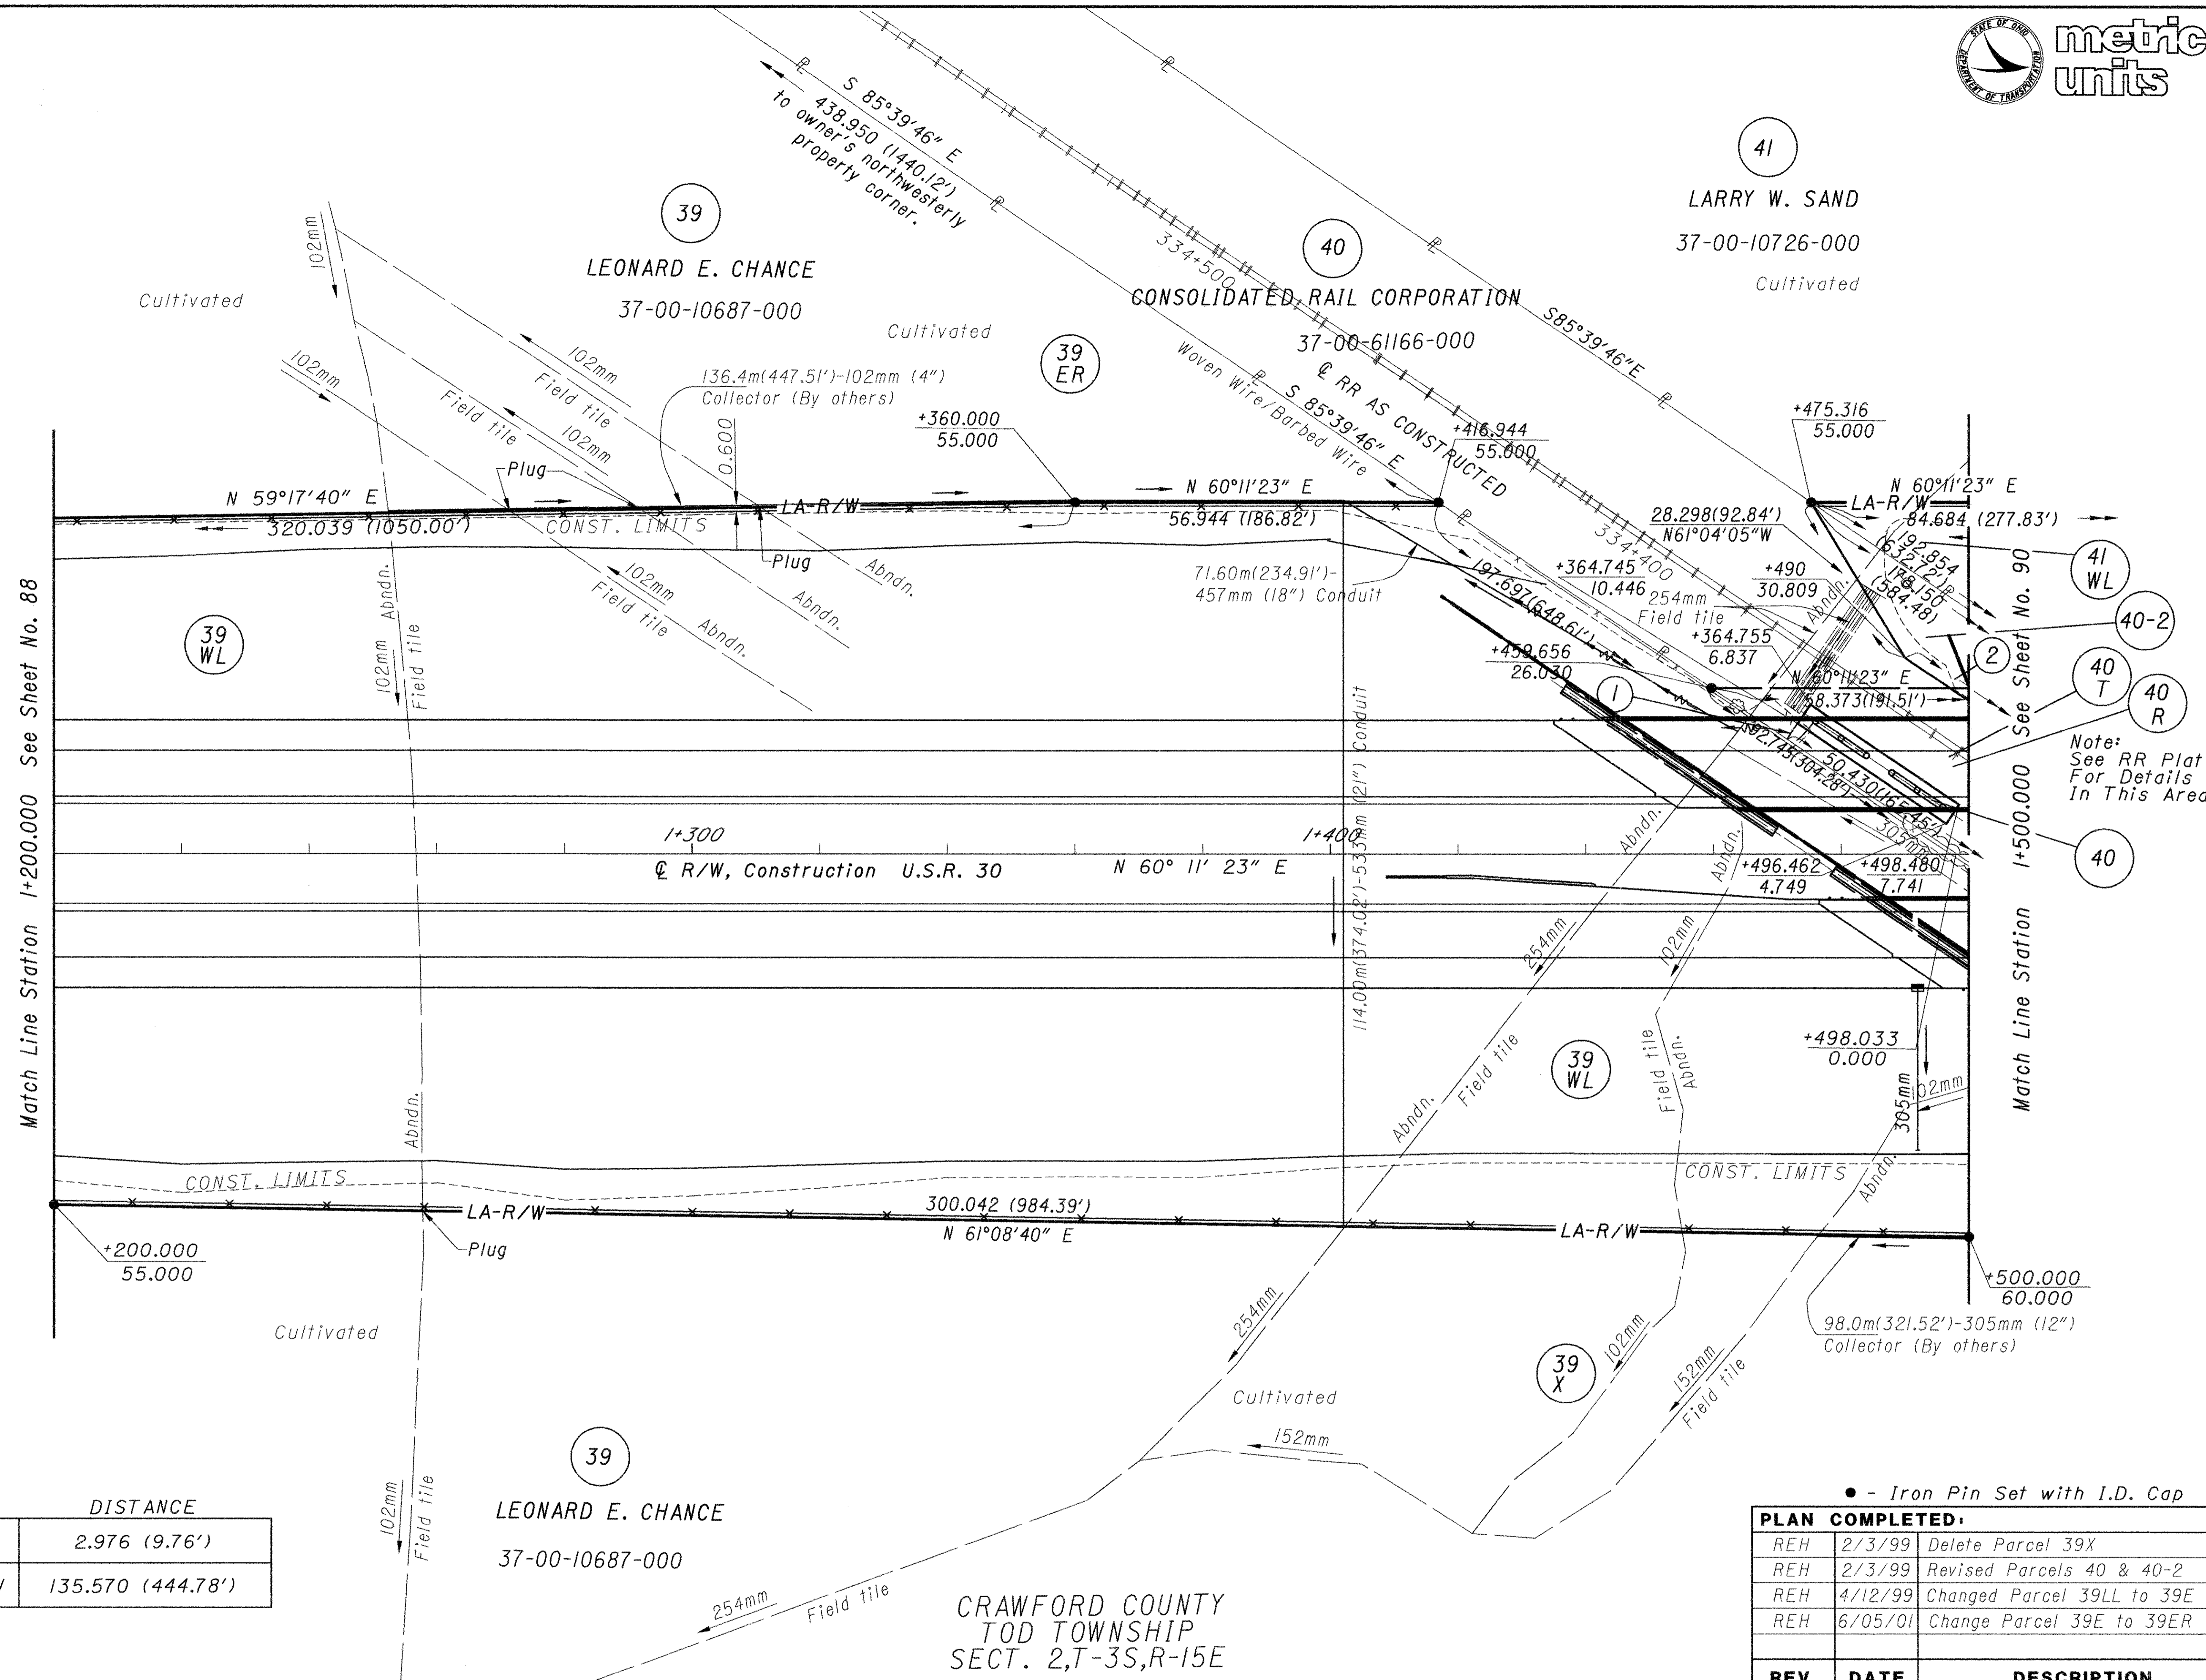 STATE OF OHIO
DEPARTMENT OF TRANSPORTATION
metric
units
S 85°39'46" E
438.950 (1440.12')
to owner's northwesterly
property corner.
41
LARRY W. SAND
37-00-10726-000
Cultivated
39
LEONARD E. CHANCE
37-00-10687-000
Cultivated
Cultivated
40
CONSOLIDATED RAIL CORPORATION
37-00-61166-000
334+500
S85°39'46"E
℄ RR AS CONSTRUCTED
Woven Wire/Barbed Wire
S 85°39'46" E
39
ER
102mm
102mm
102mm
Field tile
102mm
Field tile
136.4m(447.51')-102mm (4")
Collector (By others)
0.600
+360.000
55.000
+416.944
55.000
+475.316
55.000
Plug
N 59°17'40" E
320.039 (1050.00')
CONST. LIMITS
LA-R/W
Plug
N 60°11'23" E
56.944 (186.82')
N 60°11'23" E
LA-R/W
84.684 (277.83')
28.298(92.84')
N61°04'05"W
192.854
(632.72')
178.150
(584.48)
41
WL
334+400
71.60m(234.91')-
457mm (18") Conduit
197.697(648.61')
+364.745
10.446
+490
30.809
254mm
Field tile
Abndn.
+364.755
6.837
+459.656
26.030
40-2
2
40
T
40
R
1
N 60°11'23" E
58.373(191.51')
92.745(304.28')
50.430(165.45')
305mm
Note:
See RR Plat
For Details
In This Area
40
102mm
Field tile
Abndn.
Abndn.
Abndn.
Abndn.
102mm
Abndn.
Field tile
39
WL
Match Line Station 1+200.000 See Sheet No. 88
Match Line Station 1+500.000 See Sheet No. 90
1+300
1+400
℄ R/W, Construction U.S.R. 30
N 60° 11' 23" E
114.00m(374.02')-533mm (21") Conduit
Abndn.
Abndn.
+496.462
4.749
+498.480
7.741
254mm
102mm
Field tile
Field tile
Abndn.
39
WL
+498.033
0.000
305mm
02mm
Abndn.
Abndn.
Abndn.
CONST. LIMITS
CONST. LIMITS
LA-R/W
300.042 (984.39')
N 61°08'40" E
LA-R/W
+200.000
55.000
Plug
+500.000
60.000
98.0m(321.52')-305mm (12")
Collector (By others)
Cultivated
254mm
102mm
152mm
Field tile
39
X
Cultivated
152mm
39
LEONARD E. CHANCE
37-00-10687-000
102mm
Field tile
254mm
Field tile
DISTANCE
2.976 (9.76')
135.570 (444.78')
CRAWFORD COUNTY
TOD TOWNSHIP
SECT. 2,T-3S,R-15E
● - Iron Pin Set with I.D. Cap
PLAN COMPLETED:
REH 2/3/99 Delete Parcel 39X
REH 2/3/99 Revised Parcels 40 & 40-2
REH 4/12/99 Changed Parcel 39LL to 39E
REH 6/05/01 Change Parcel 39E to 39ER
REV. DATE DESCRIPTION